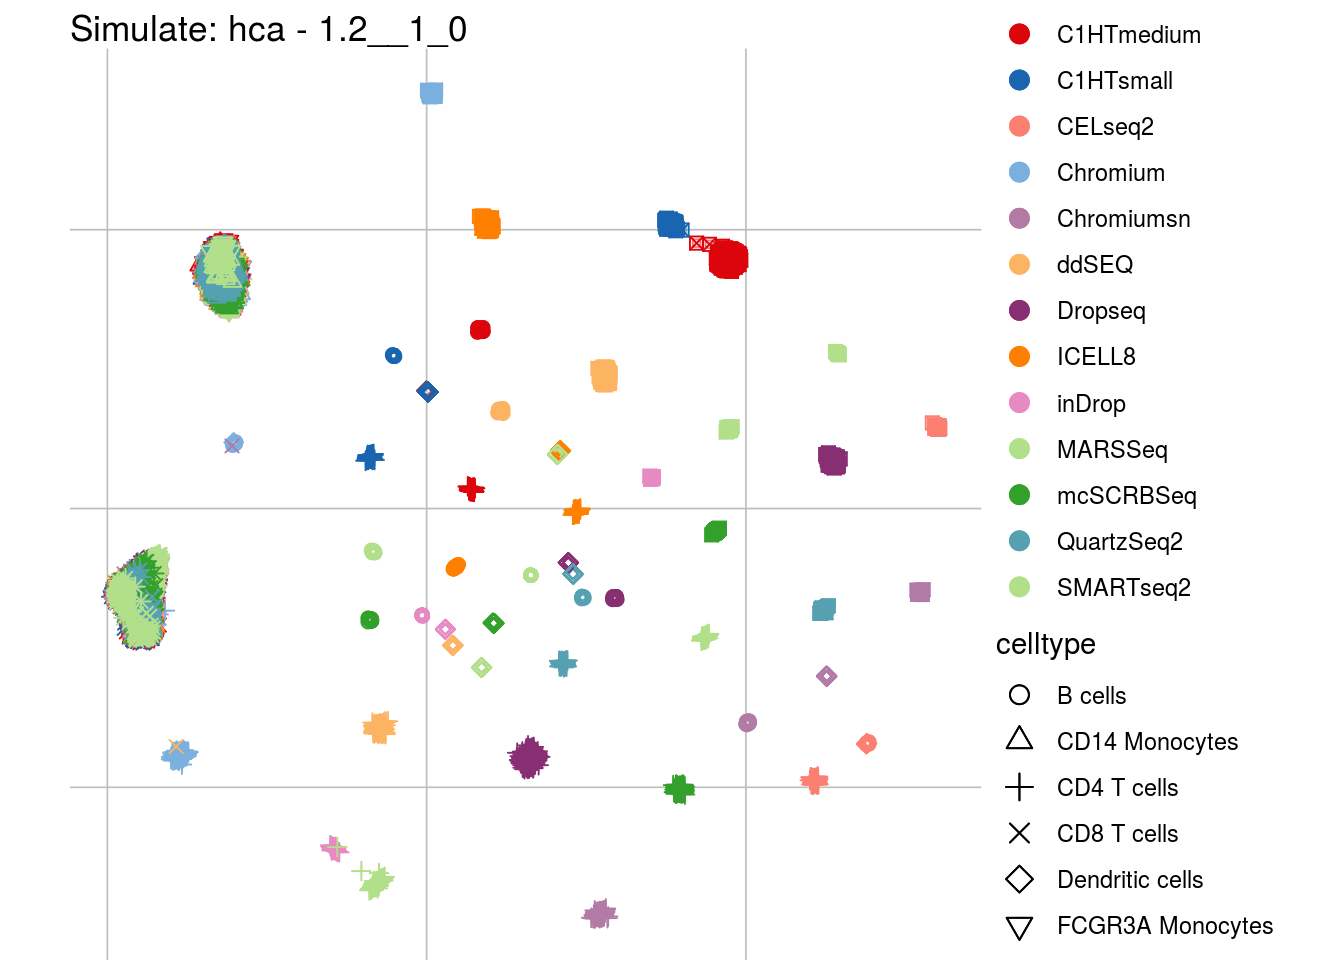 Simulate: hca - 1.2__1_0
C1HTmedium
C1HTsmall
CELseq2
Chromium
Chromiumsn
ddSEQ
Dropseq
ICELL8
inDrop
MARSSeq
mcSCRBSeq
QuartzSeq2
SMARTseq2
celltype
B cells
CD14 Monocytes
CD4 T cells
CD8 T cells
Dendritic cells
FCGR3A Monocytes